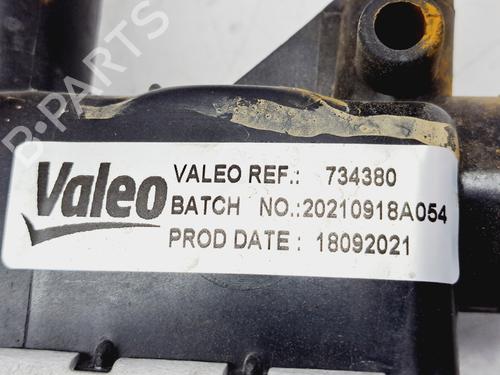 B-PARTS
Valeo
VALEO REF.: 734380
BATCH NO.:20210918A054
PROD DATE : 18092021